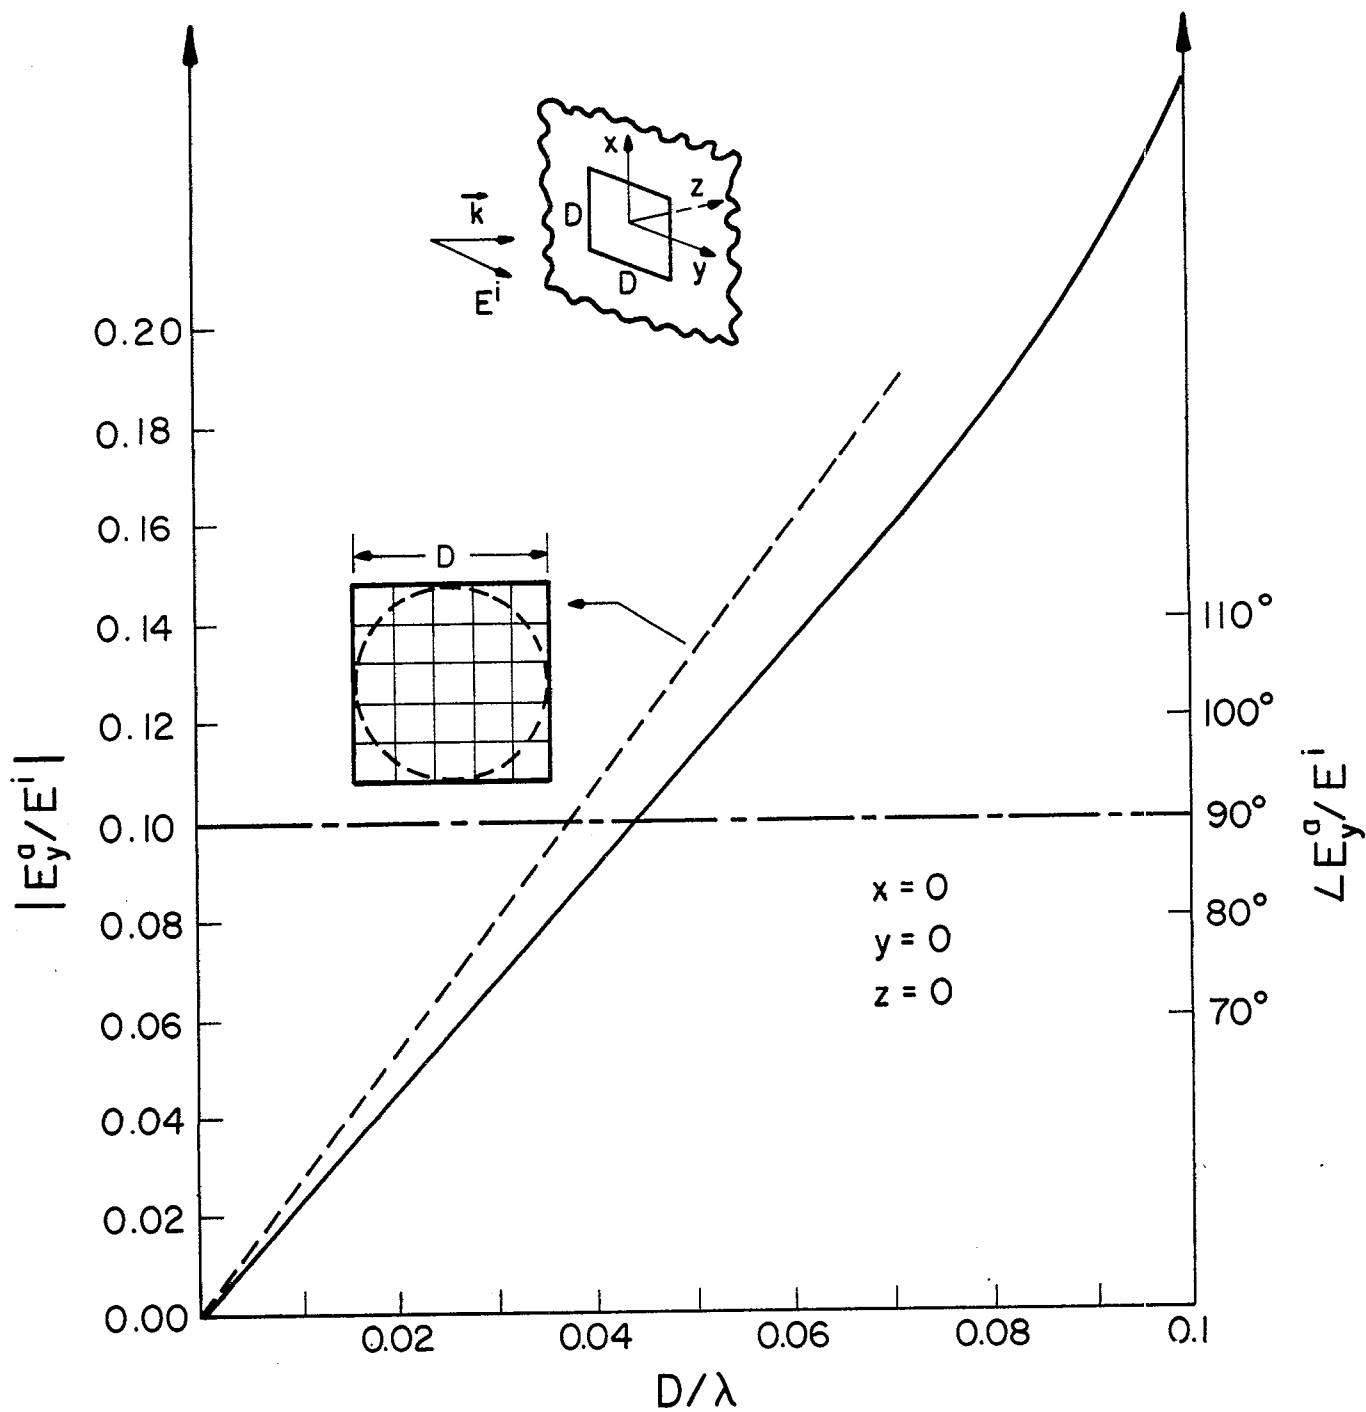 x
z
D
k
y
D
E^i
0.20
0.18
0.16
D
0.14
110°
0.12
100°
|E_y^a/E^i|
0.10
90°
∠E_y^a/E^i
x = 0
0.08
80°
y = 0
z = 0
0.06
70°
0.04
0.02
0.00
0.02 0.04 0.06 0.08 0.1
D/λ